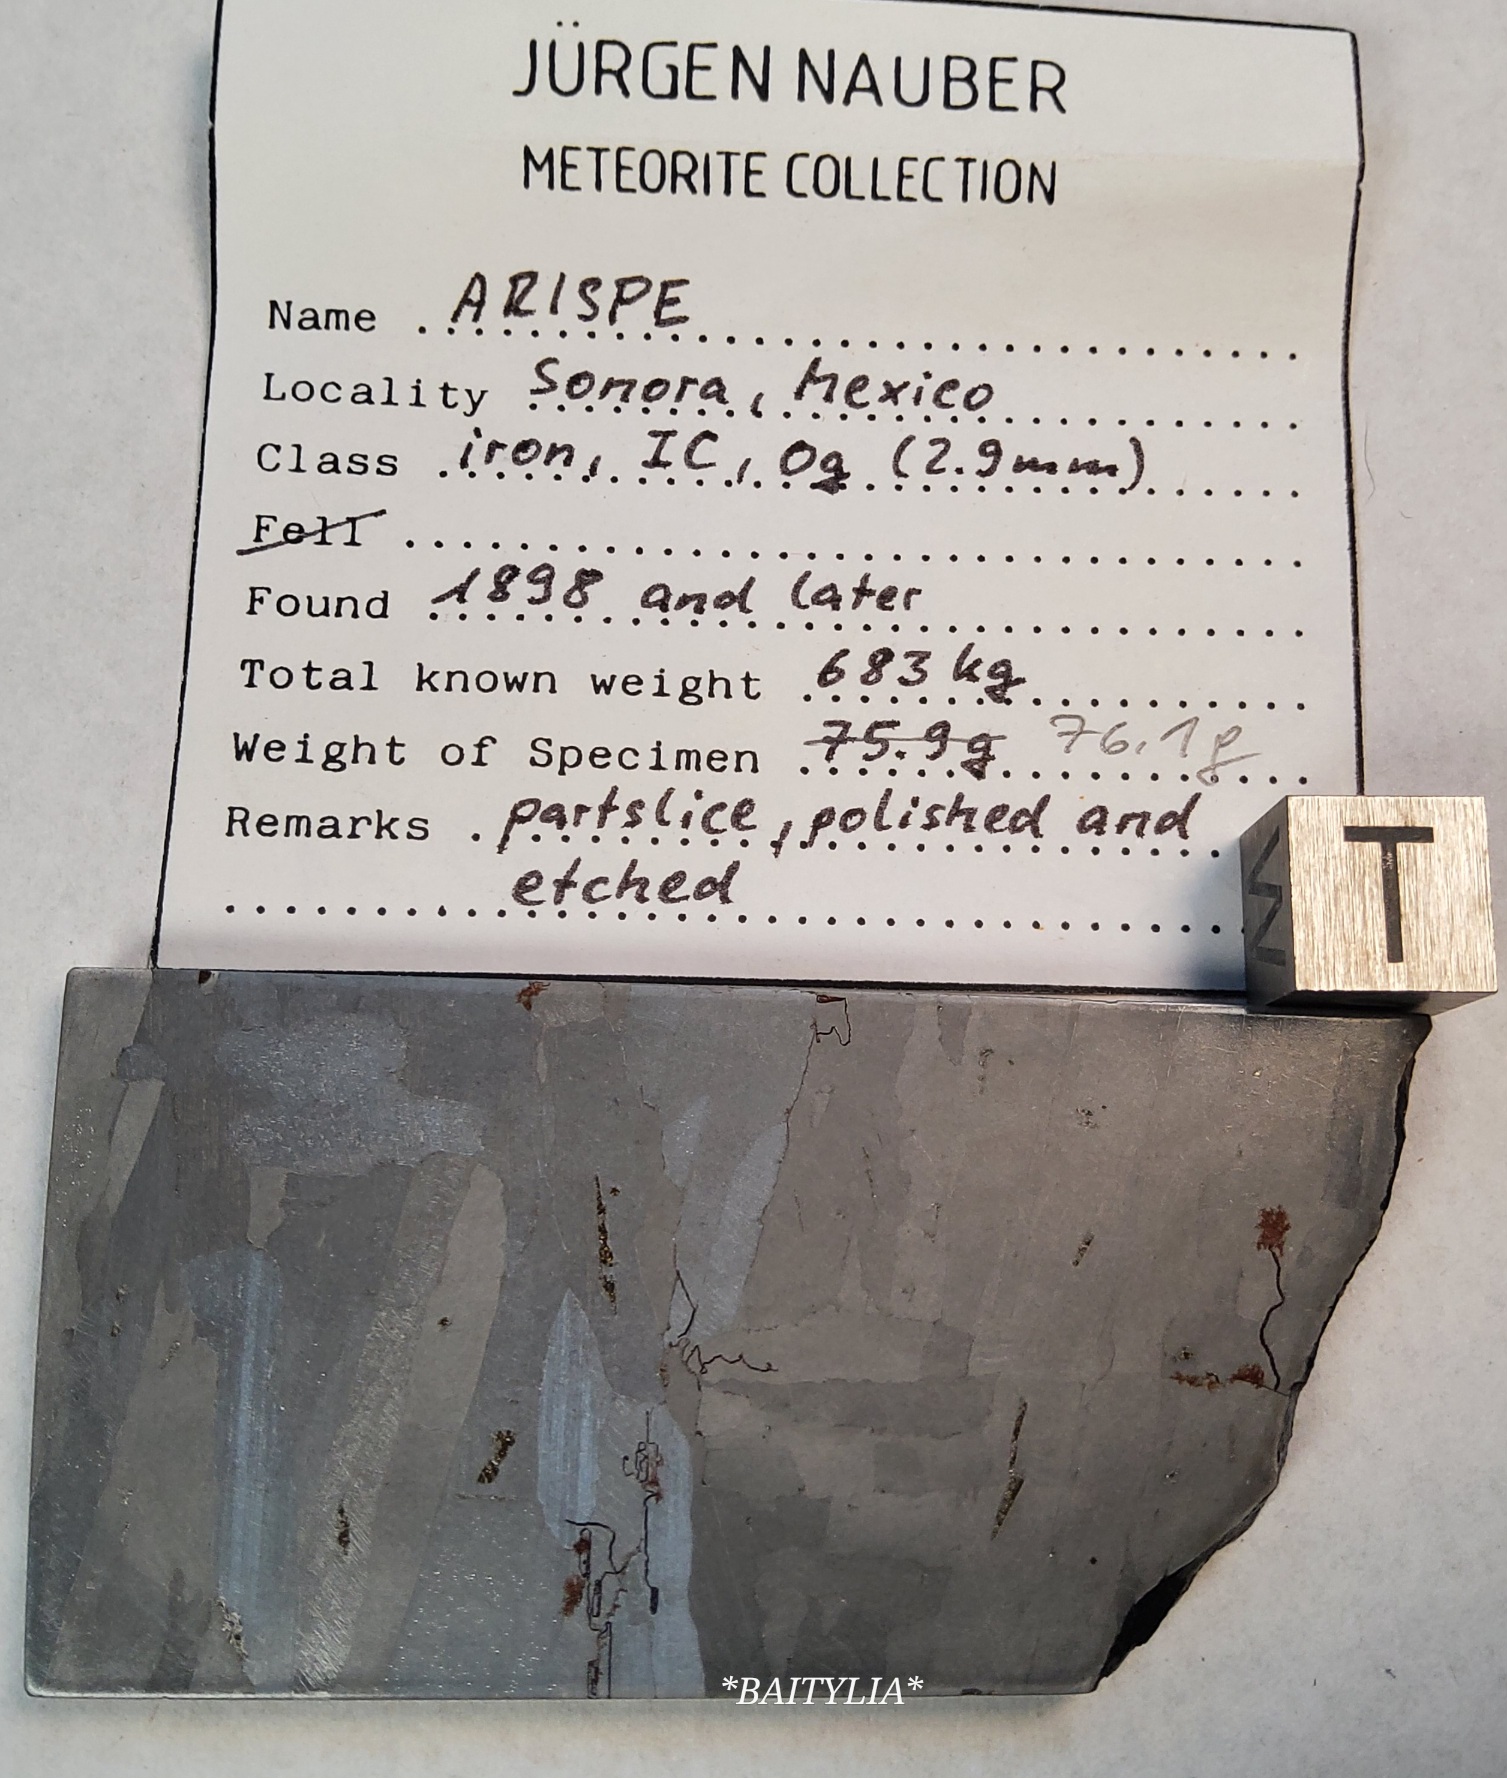 JÜRGEN NAUBER
METEORITE COLLECTION
Name ARISPE
Locality Sonora, Mexico
Class iron, IC, Og (2.9mm)
Fell
Found 1898 and later
Total known weight 683 kg
Weight of Specimen 75.9g 76.1g
Remarks partslice, polished and
etched
W T
*BAITYLIA*